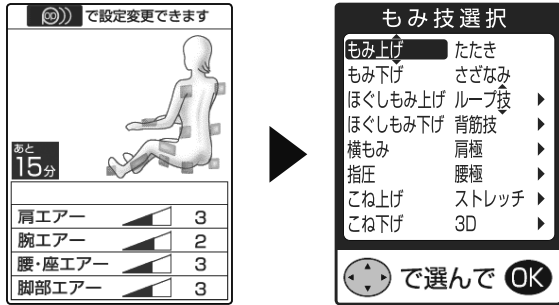 で設定変更できます
あと
15分
肩エアー 3
腕エアー 2
腰・座エアー 3
脚部エアー 3
もみ技選択
もみ上げ たたき
もみ下げ さざなみ
ほぐしもみ上げ ループ技
ほぐしもみ下げ 背筋技
横もみ 肩極
指圧 腰極
こね上げ ストレッチ
こね下げ 3D
で選んで OK